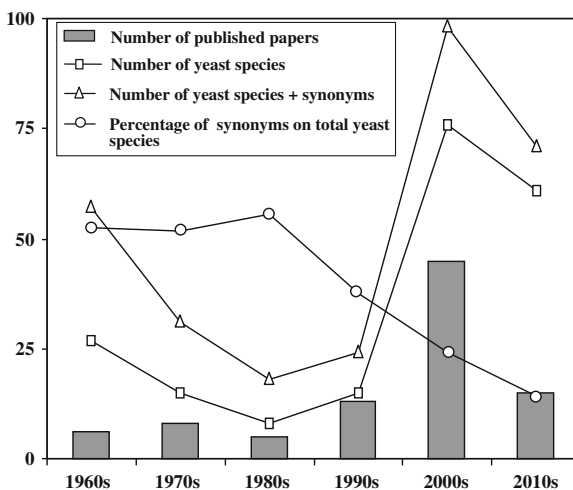 100
75
50
25
0
Number of published papers
Number of yeast species
Number of yeast species + synonyms
Percentage of synonyms on total yeast
species
1960s 1970s 1980s 1990s 2000s 2010s